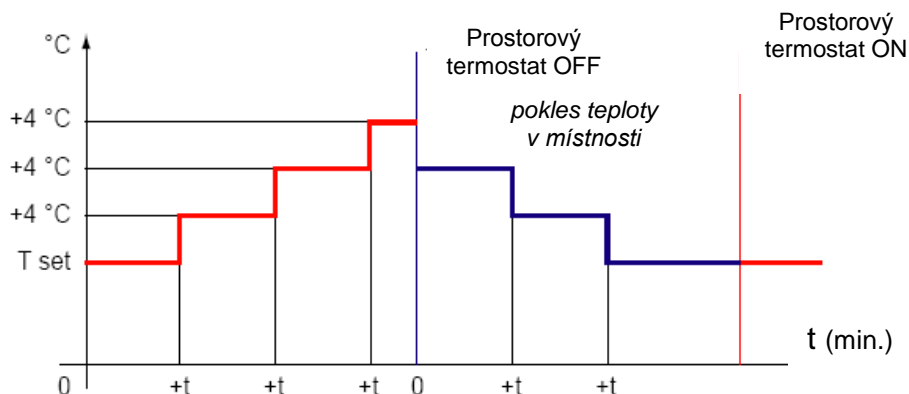 °C
Prostorový
termostat OFF
Prostorový
termostat ON
pokles teploty
v místnosti
+4 °C
+4 °C
+4 °C
T set
t (min.)
0 +t +t +t 0 +t +t